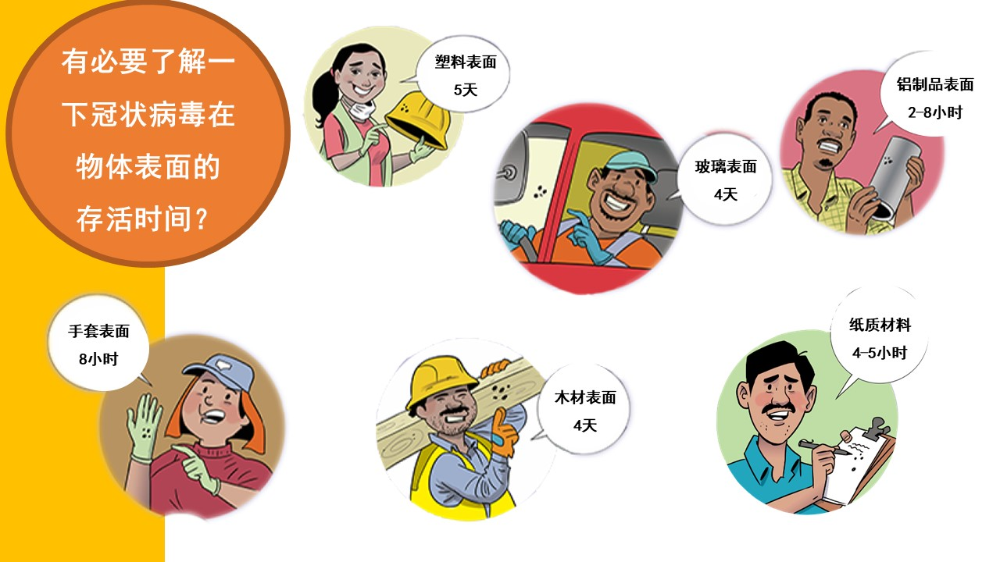 有必要了解一
下冠状病毒在
物体表面的
存活时间？
塑料表面
5天
玻璃表面
4天
铝制品表面
2-8小时
手套表面
8小时
木材表面
4天
纸质材料
4-5小时